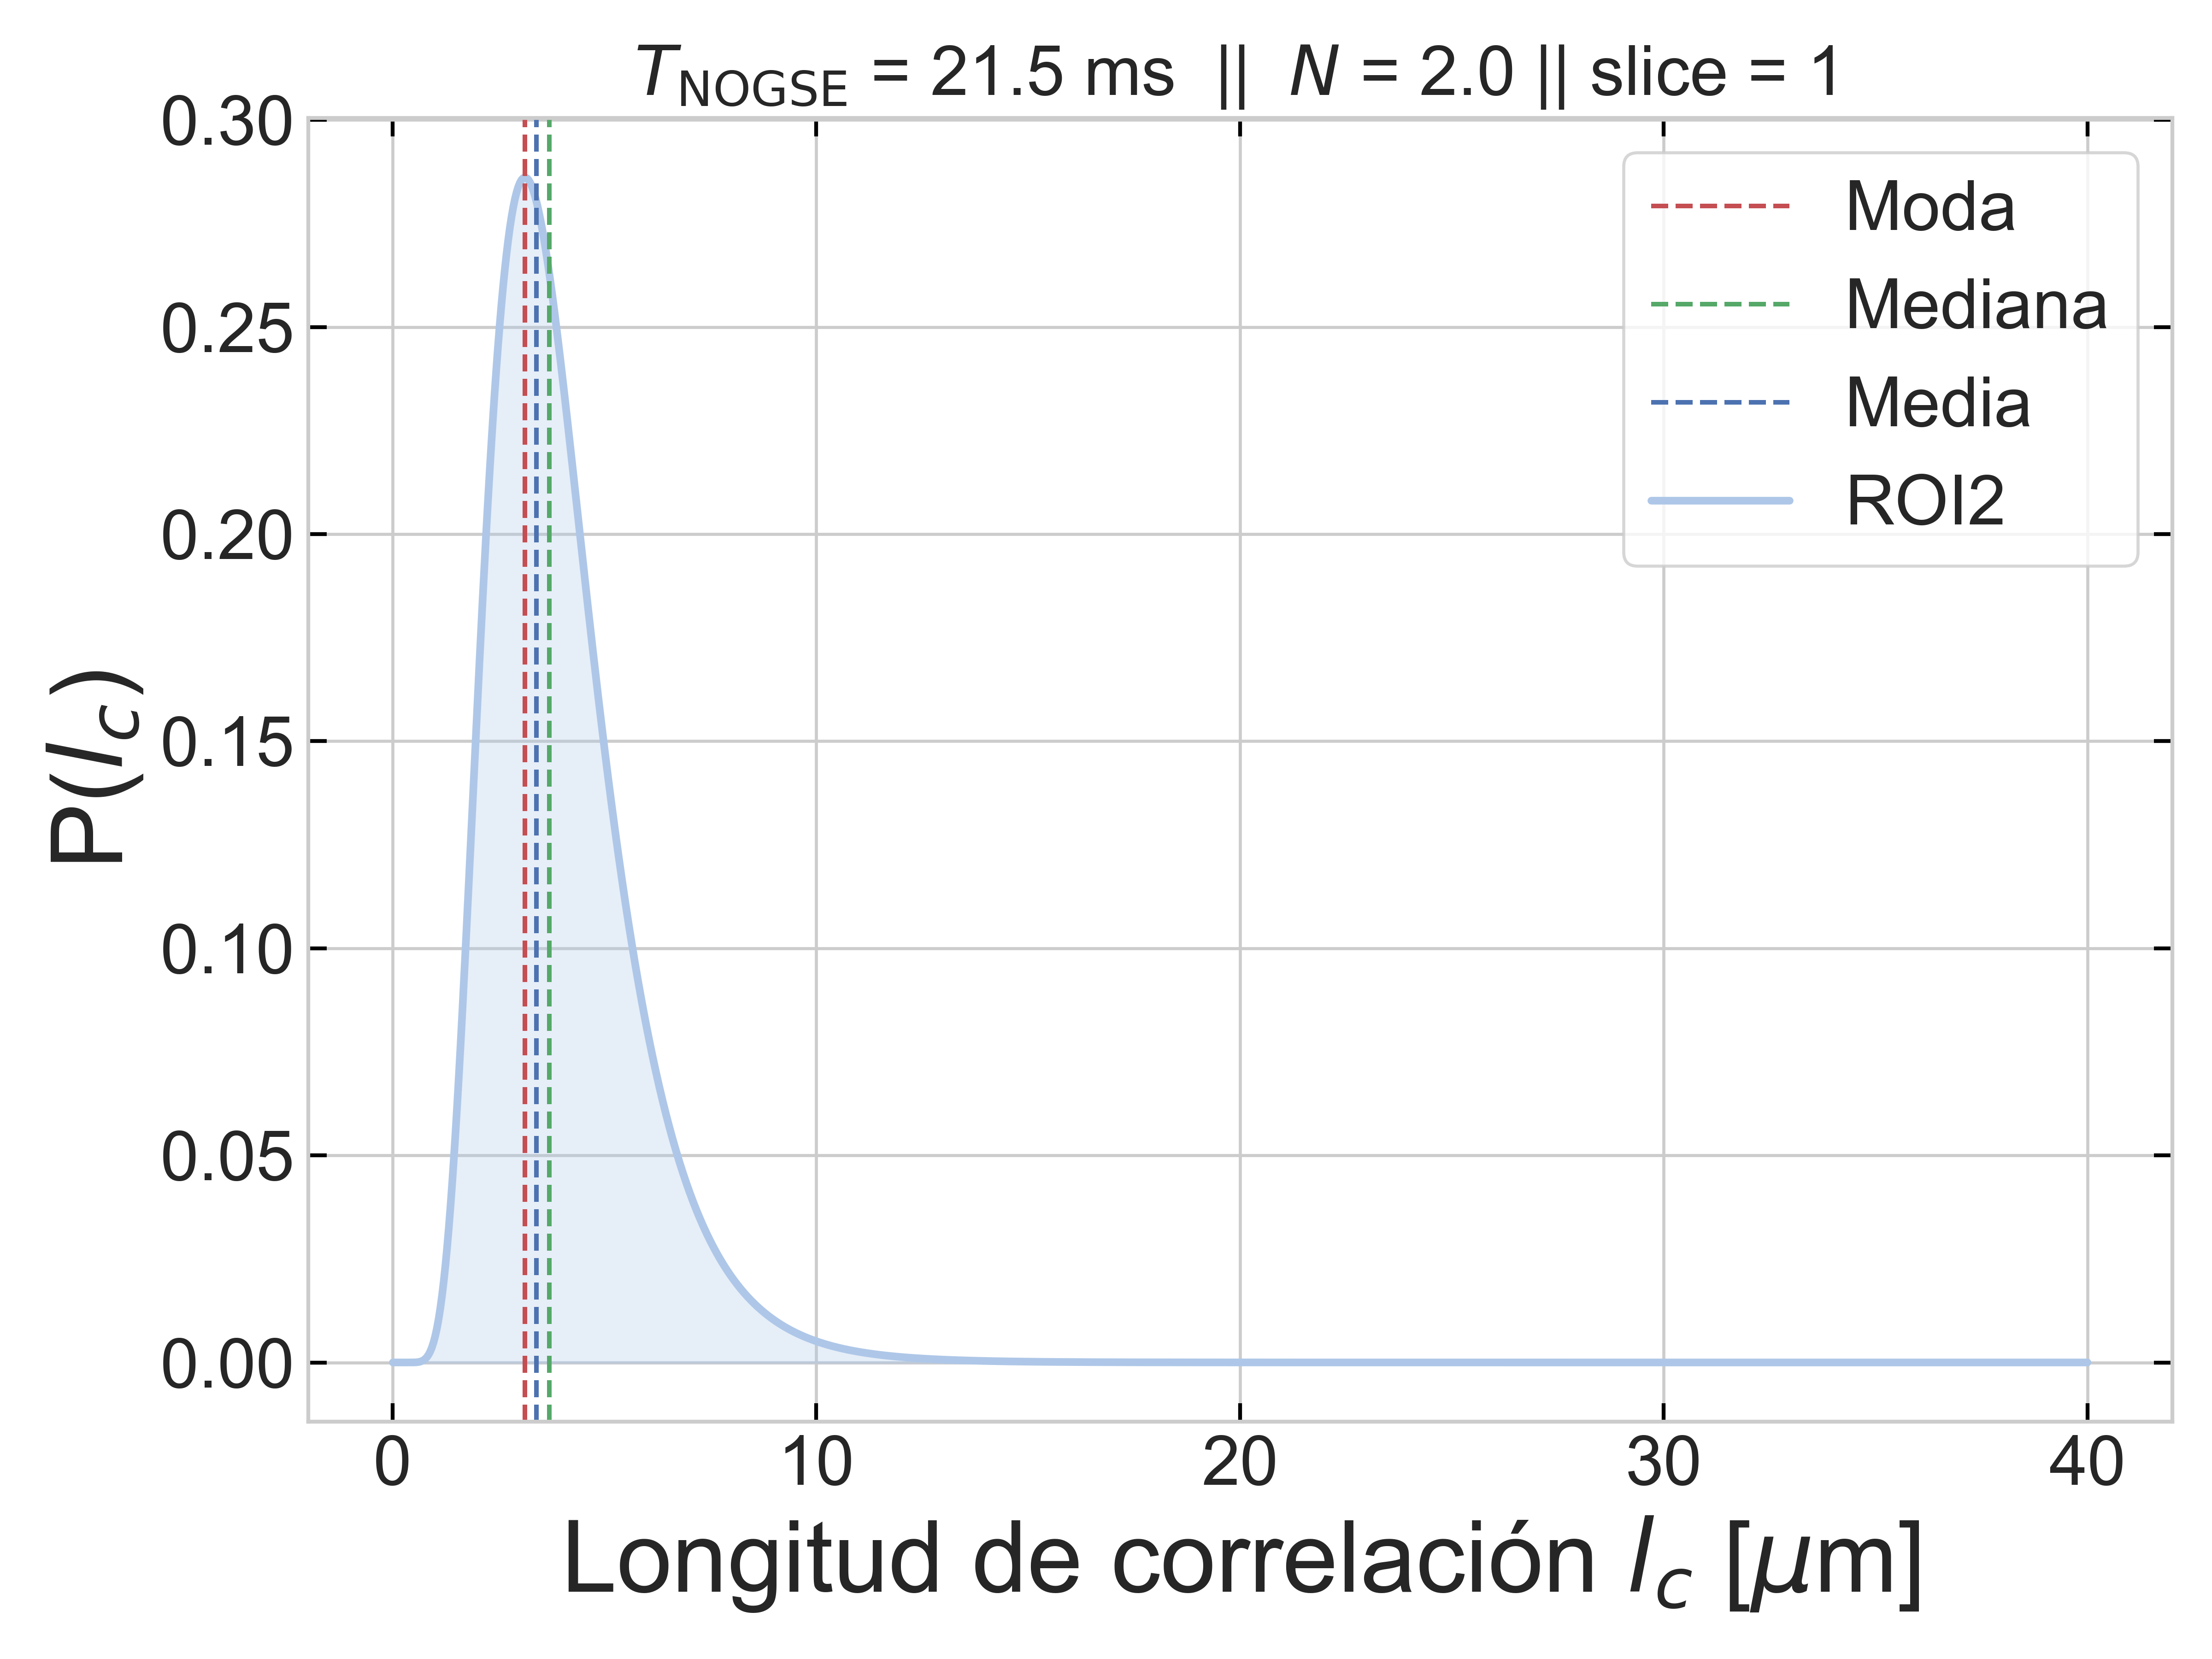 T_NOGSE = 21.5 ms || N = 2.0 || slice = 1
0.30
0.25
0.20
0.15
0.10
0.05
0.00
P(l_c)
Moda
Mediana
Media
ROI2
0 10 20 30 40
Longitud de correlación l_c [μm]